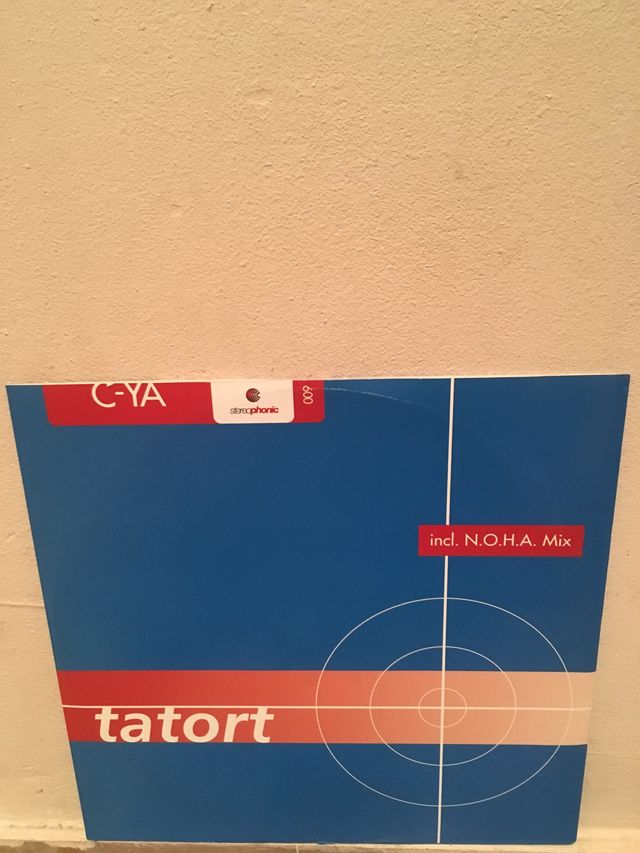 C-YA
stereophonic
009
incl. N.O.H.A. Mix
tatort